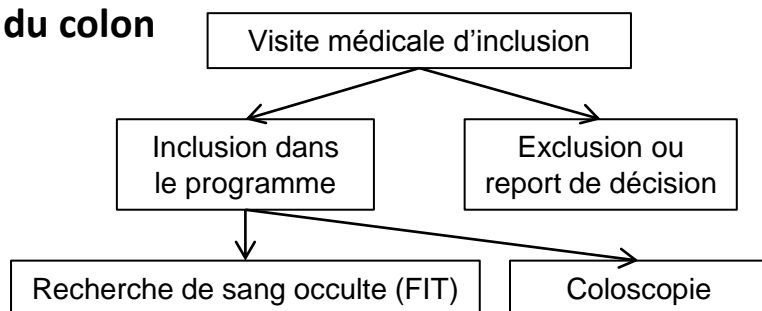 du colon
Visite médicale d’inclusion
Inclusion dans
le programme
Exclusion ou
report de décision
Recherche de sang occulte (FIT)
Coloscopie